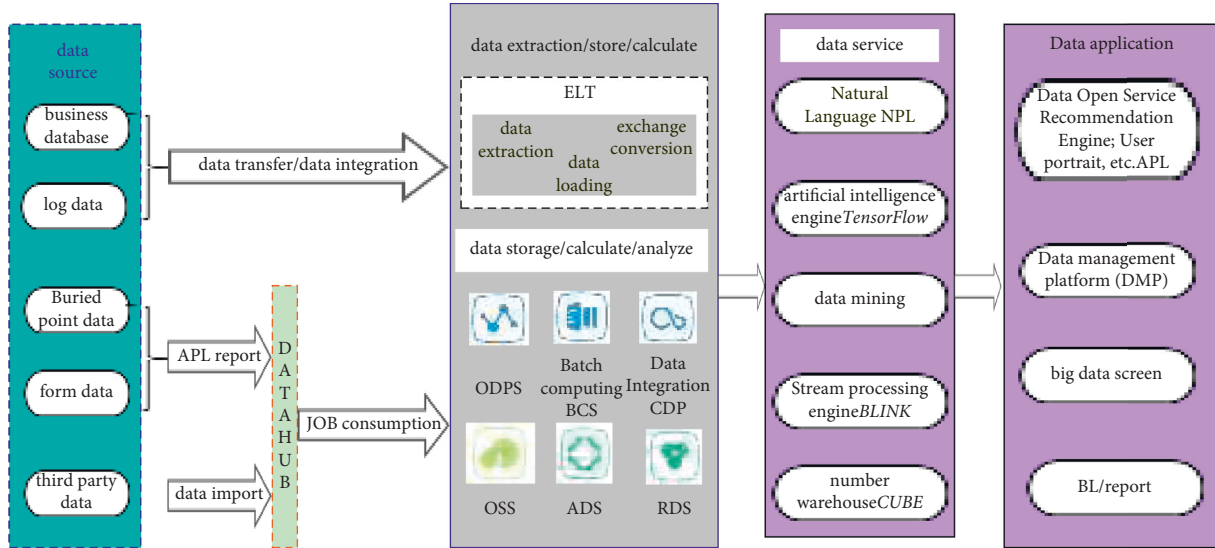 data
source
business
database
log data
Buried
point data
form data
third party
data
data transfer/data integration
APL report
data import
D
A
T
A
H
U
B
JOB consumption
data extraction/store/calculate
ELT
data
extraction
exchange
conversion
data
loading
data storage/calculate/analyze
ODPS
Batch
computing
BCS
Data
Integration
CDP
OSS
ADS
RDS
data service
Natural
Language NPL
artificial intelligence
engineTensorFlow
data mining
Stream processing
engineBLINK
number
warehouseCUBE
Data application
Data Open Service
Recommendation
Engine; User
portrait, etc.APL
Data management
platform (DMP)
big data screen
BL/report